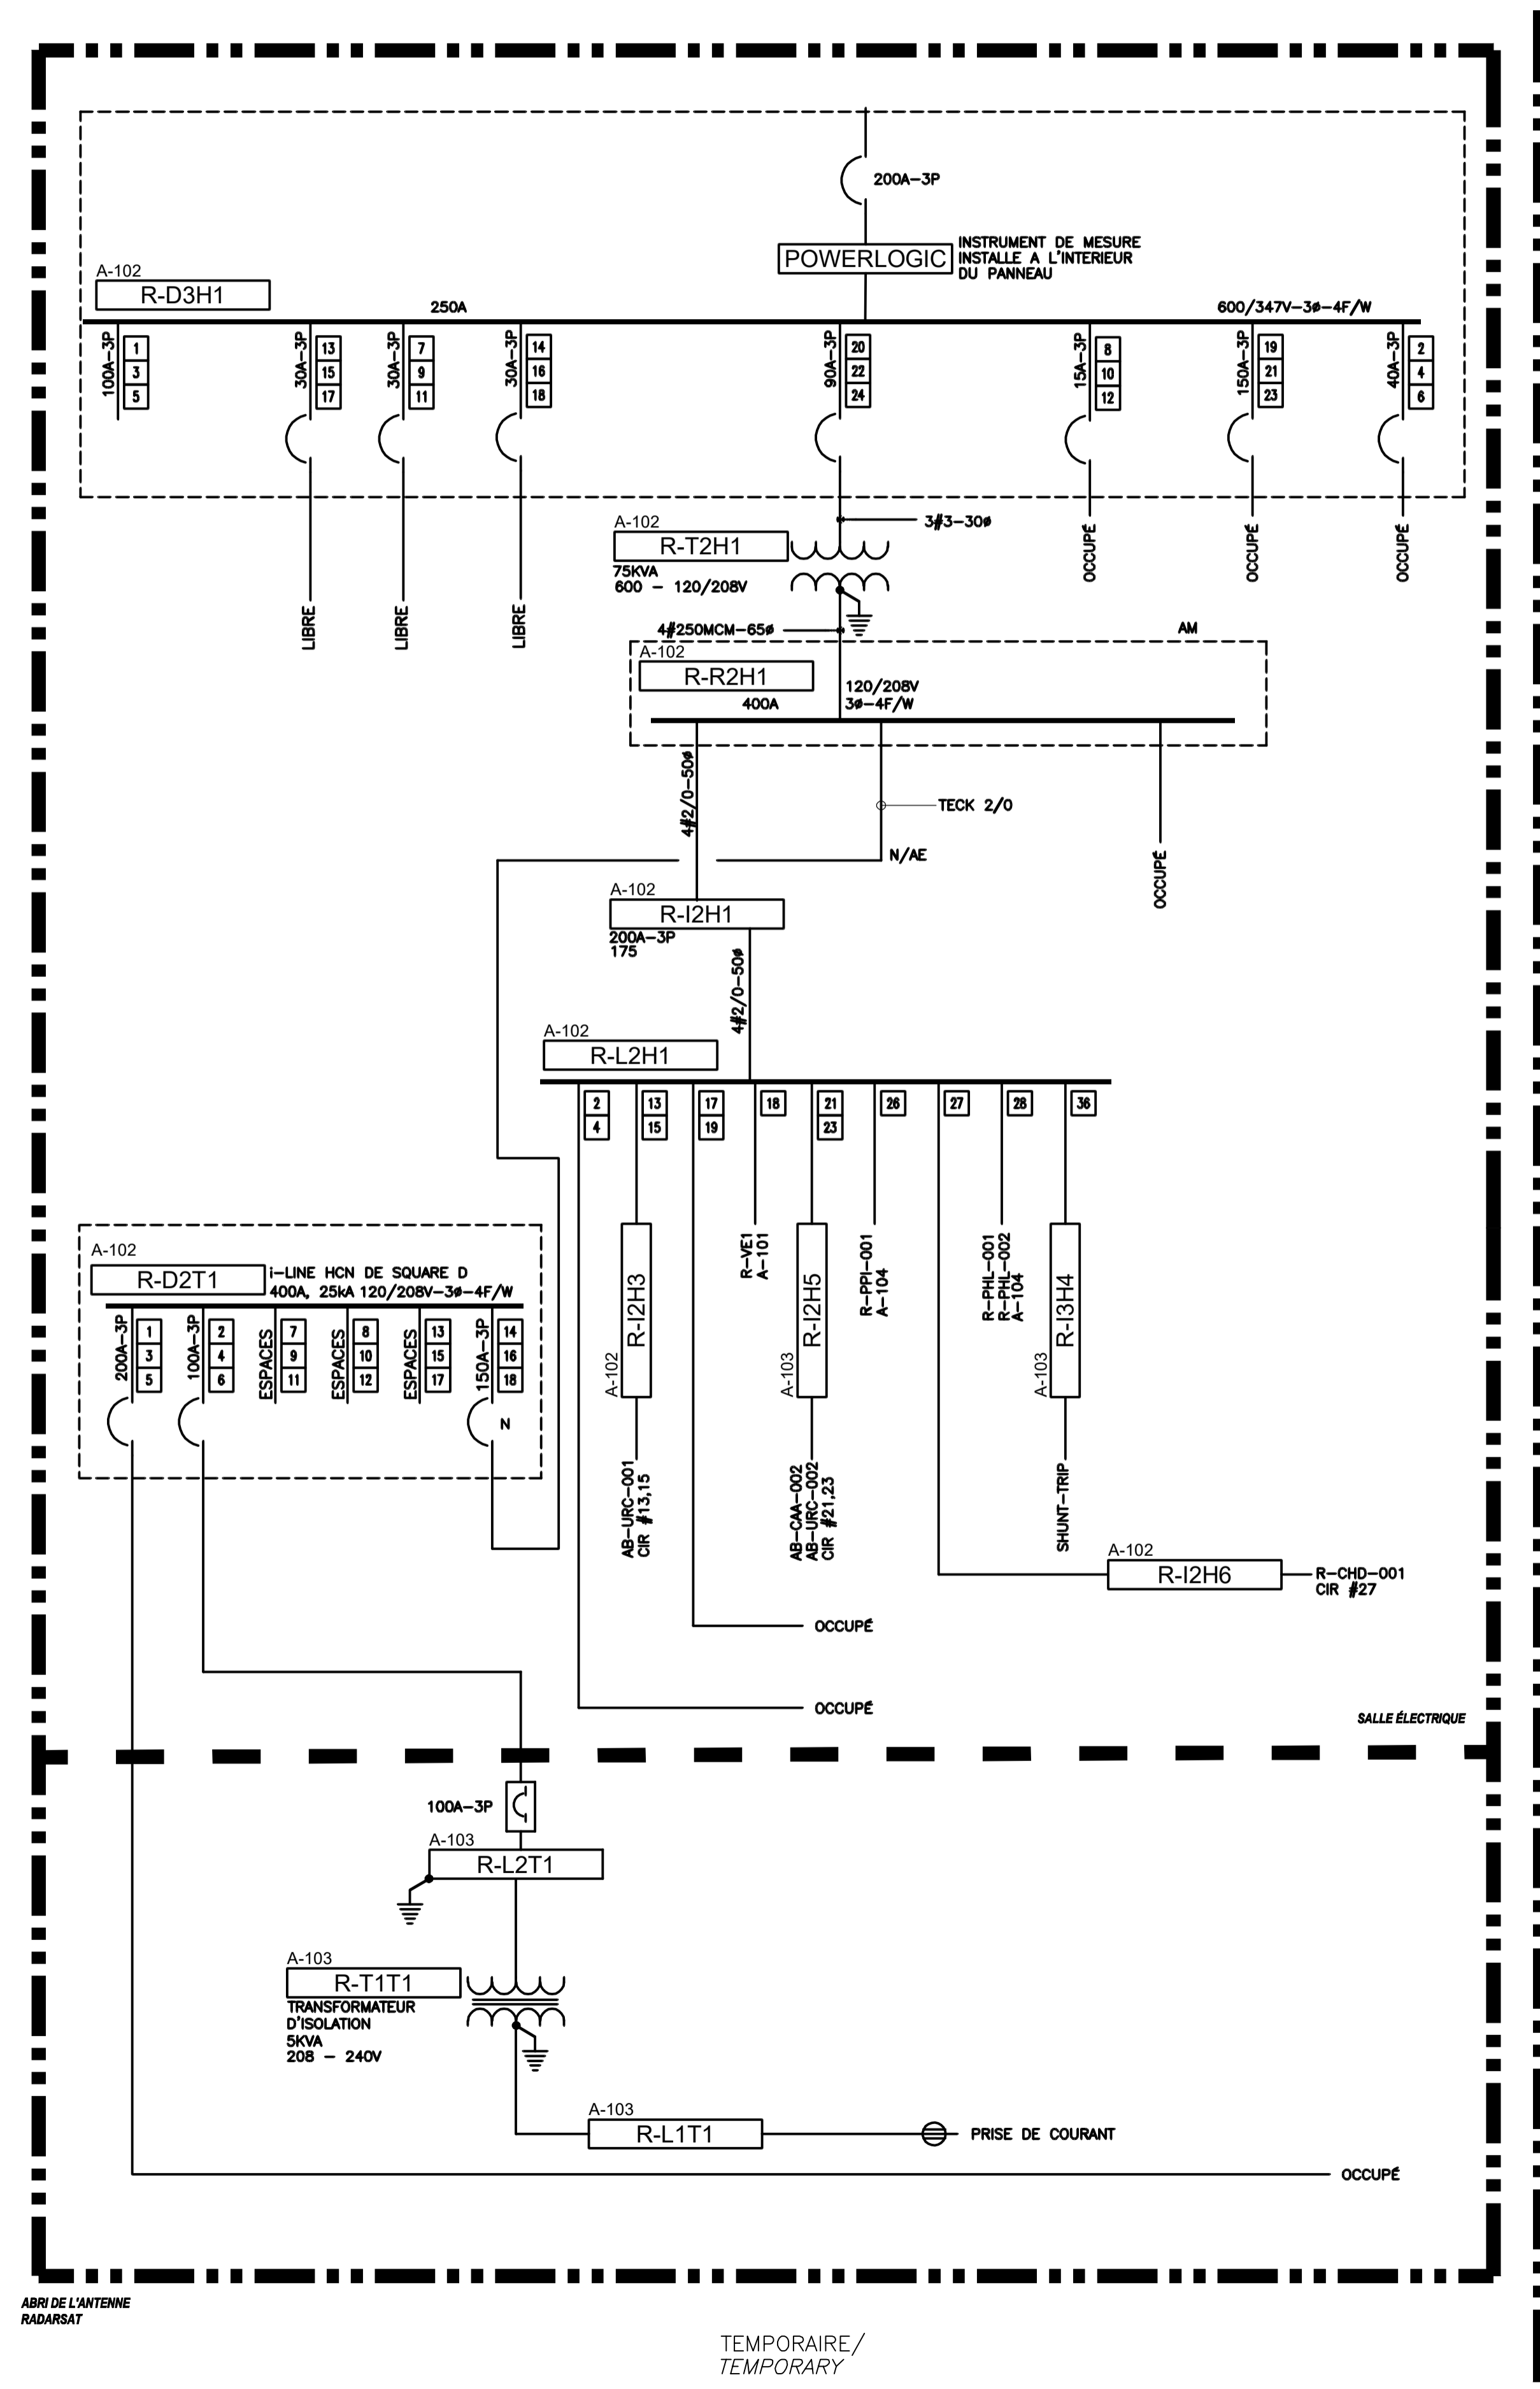 200A-3P
POWERLOGIC
INSTRUMENT DE MESURE
INSTALLE A L'INTERIEUR
DU PANNEAU
A-102
R-D3H1
250A
600/347V-3ø-4F/W
100A-3P
1
3
5
30A-3P
13
15
17
30A-3P
7
9
11
30A-3P
14
16
18
90A-3P
20
22
24
15A-3P
8
10
12
150A-3P
19
21
23
40A-3P
2
4
6
LIBRE
LIBRE
LIBRE
OCCUPÉ
OCCUPÉ
OCCUPÉ
3#3-30ø
A-102
R-T2H1
75KVA
600 - 120/208V
4#250MCM-65ø
AM
A-102
R-R2H1
400A
120/208V
3ø-4F/W
4#2/0-50ø
TECK 2/0
N/AE
OCCUPÉ
A-102
R-I2H1
200A-3P
175
4#2/0-50ø
A-102
R-L2H1
2
4
13
15
17
19
18
21
23
26
27
28
36
A-102
R-I2H3
AB-URC-001
CIR #13,15
R-VE1
A-101
A-103
R-I2H5
AB-CAA-002
AB-URC-002
CIR #21,23
R-PPI-001
A-104
R-PHL-001
R-PHL-002
A-104
A-103
R-I3H4
SHUNT-TRIP
A-102
R-I2H6
R-CHD-001
CIR #27
OCCUPÉ
OCCUPÉ
A-102
R-D2T1
i-LINE HCN DE SQUARE D
400A, 25kA 120/208V-3ø-4F/W
200A-3P
1
3
5
100A-3P
2
4
6
ESPACES
7
9
11
ESPACES
8
10
12
ESPACES
13
15
17
150A-3P
14
16
18
N
SALLE ÉLECTRIQUE
100A-3P
A-103
R-L2T1
A-103
R-T1T1
TRANSFORMATEUR
D'ISOLATION
5KVA
208 - 240V
A-103
R-L1T1
PRISE DE COURANT
OCCUPÉ
ABRI DE L'ANTENNE
RADARSAT
TEMPORAIRE/
TEMPORARY